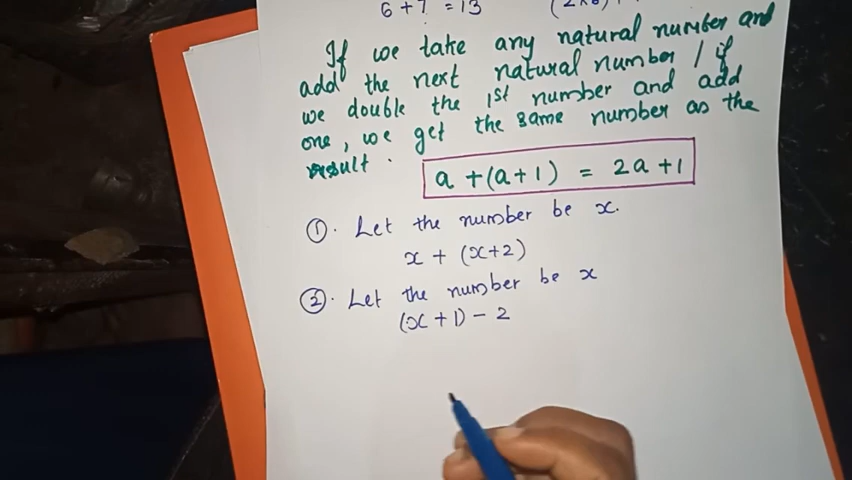 6 + 7 = 13 (2×6)
If we take any natural number and
add the next natural number / if
we double the 1st number and add
one, we get the same number as the
result.
a + (a + 1) = 2a + 1
①. Let the number be x.
x + (x+2)
②. Let the number be x
(x + 1) - 2